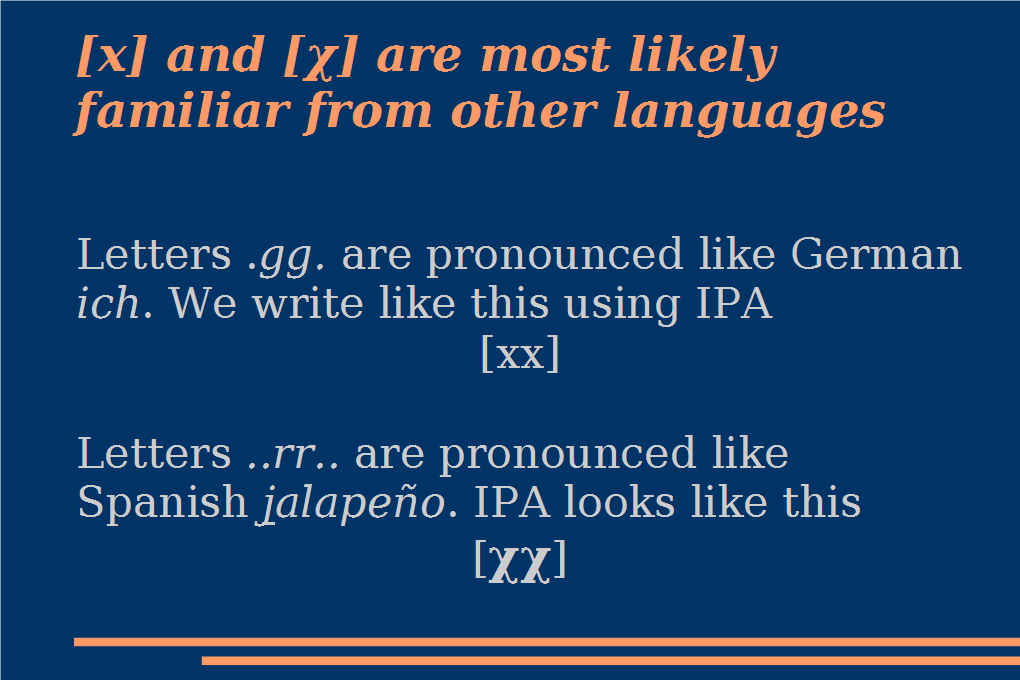 [x] and [χ] are most likely
familiar from other languages
Letters .gg. are pronounced like German
ich. We write like this using IPA
[xx]
Letters ..rr.. are pronounced like
Spanish jalapeño. IPA looks like this
[χχ]